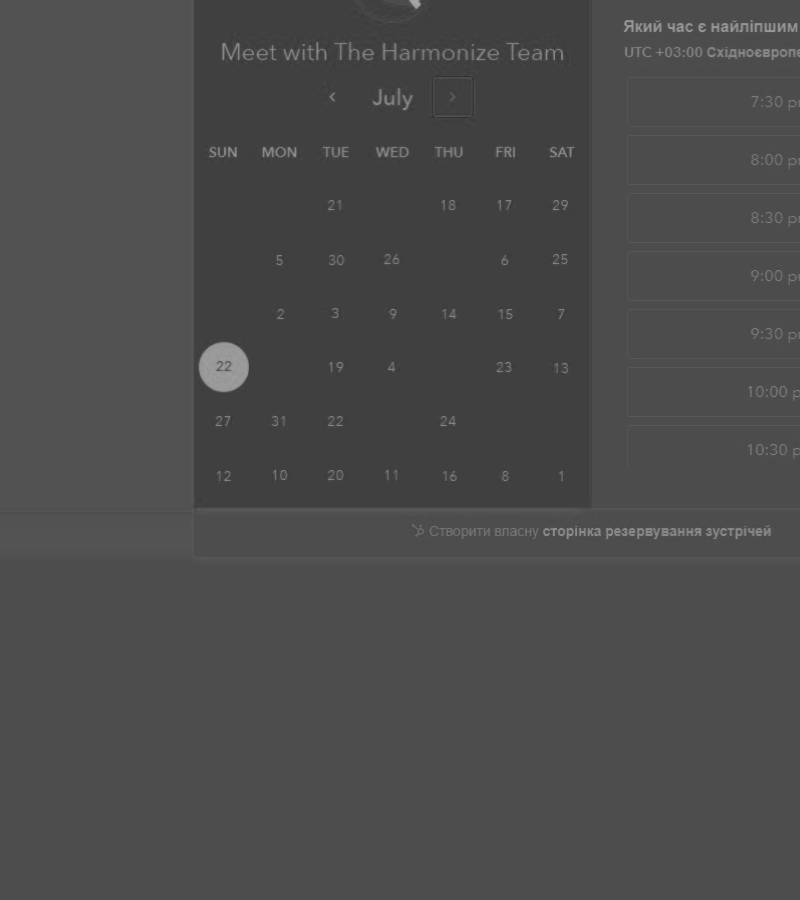 Meet with The Harmonize Team
July
SUN MON TUE WED THU FRI SAT
21 18 17 29
5 30 26 6 25
2 3 9 14 15 7
22 19 4 23 13
27 31 22 24
12 10 20 11 16 8 1
Який час є найліпшим
UTC +03:00
7:30
8:00
8:30
9:00
9:30
10:00
10:30
Створити власну сторінка резервування зустрічей